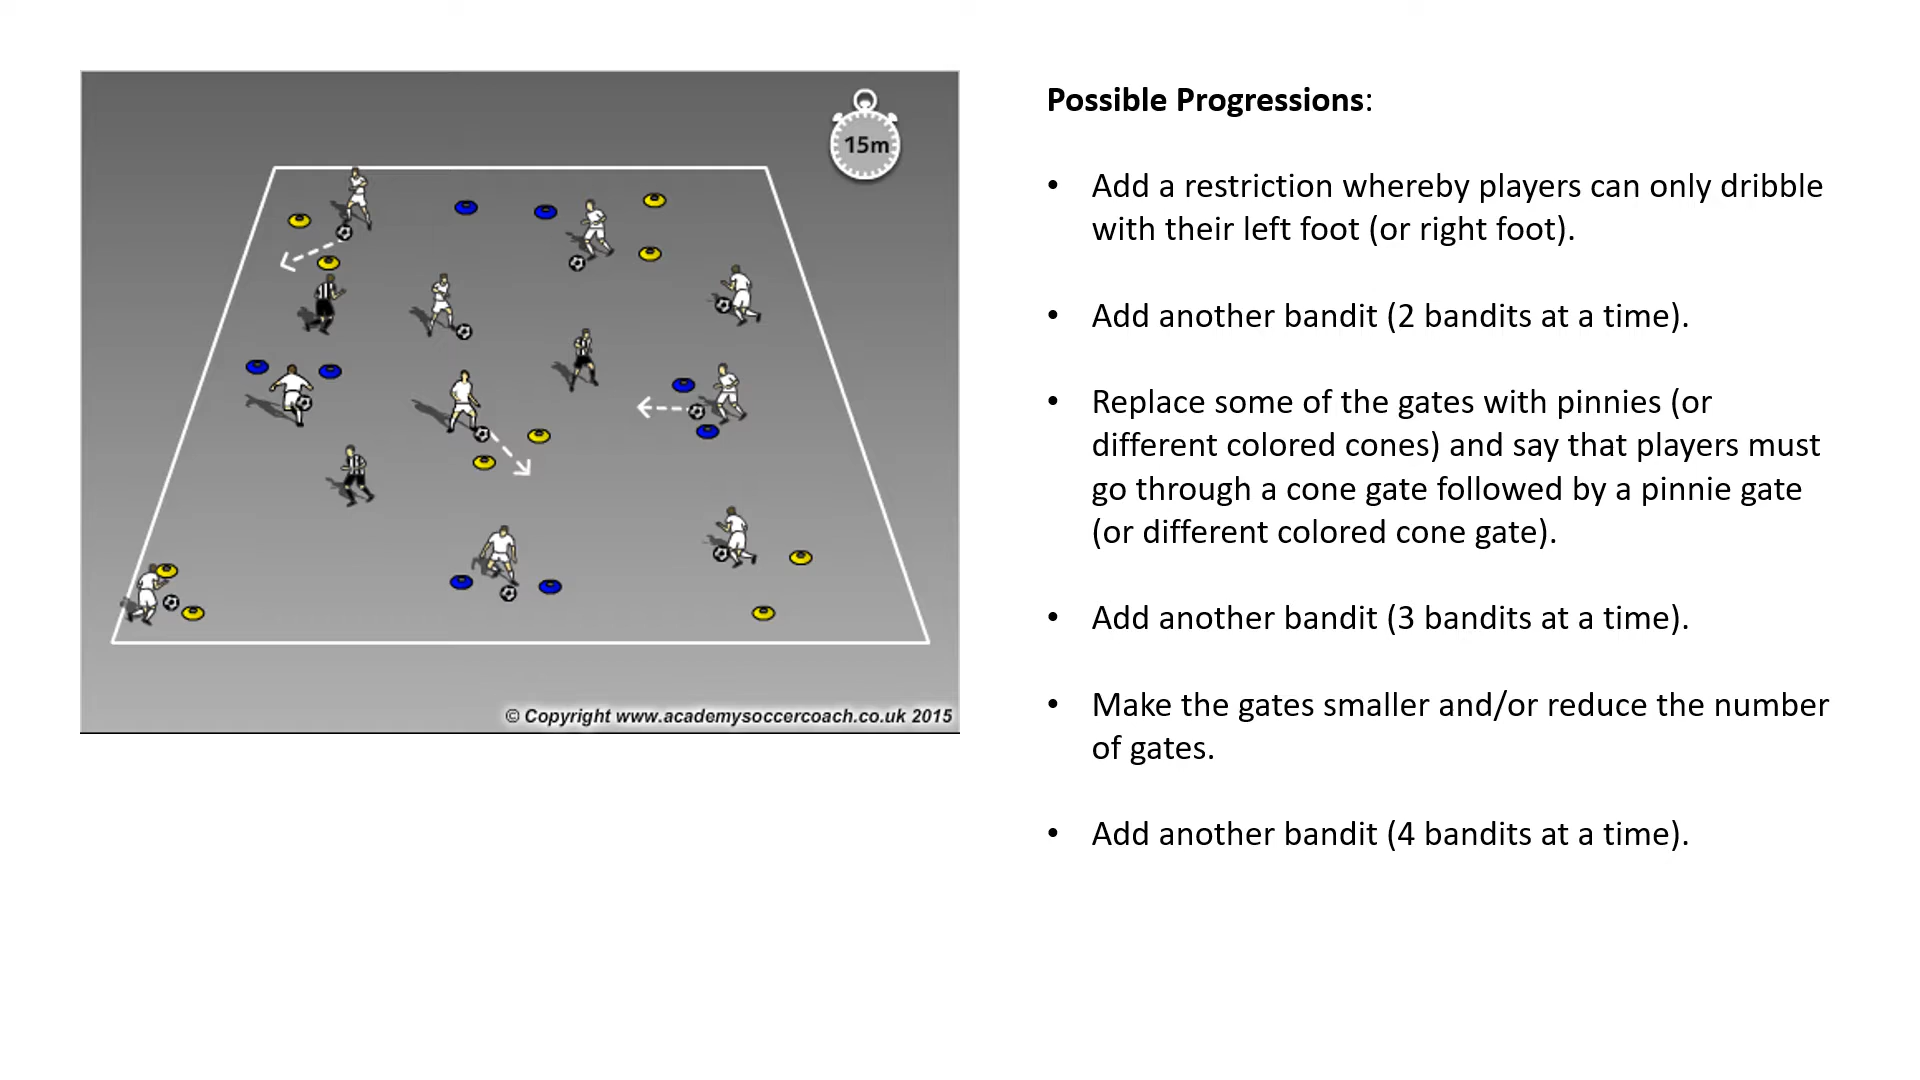 15m
© Copyright www.academysoccercoach.co.uk 2015
Possible Progressions:
• Add a restriction whereby players can only dribble
with their left foot (or right foot).
• Add another bandit (2 bandits at a time).
• Replace some of the gates with pinnies (or
different colored cones) and say that players must
go through a cone gate followed by a pinnie gate
(or different colored cone gate).
• Add another bandit (3 bandits at a time).
• Make the gates smaller and/or reduce the number
of gates.
• Add another bandit (4 bandits at a time).